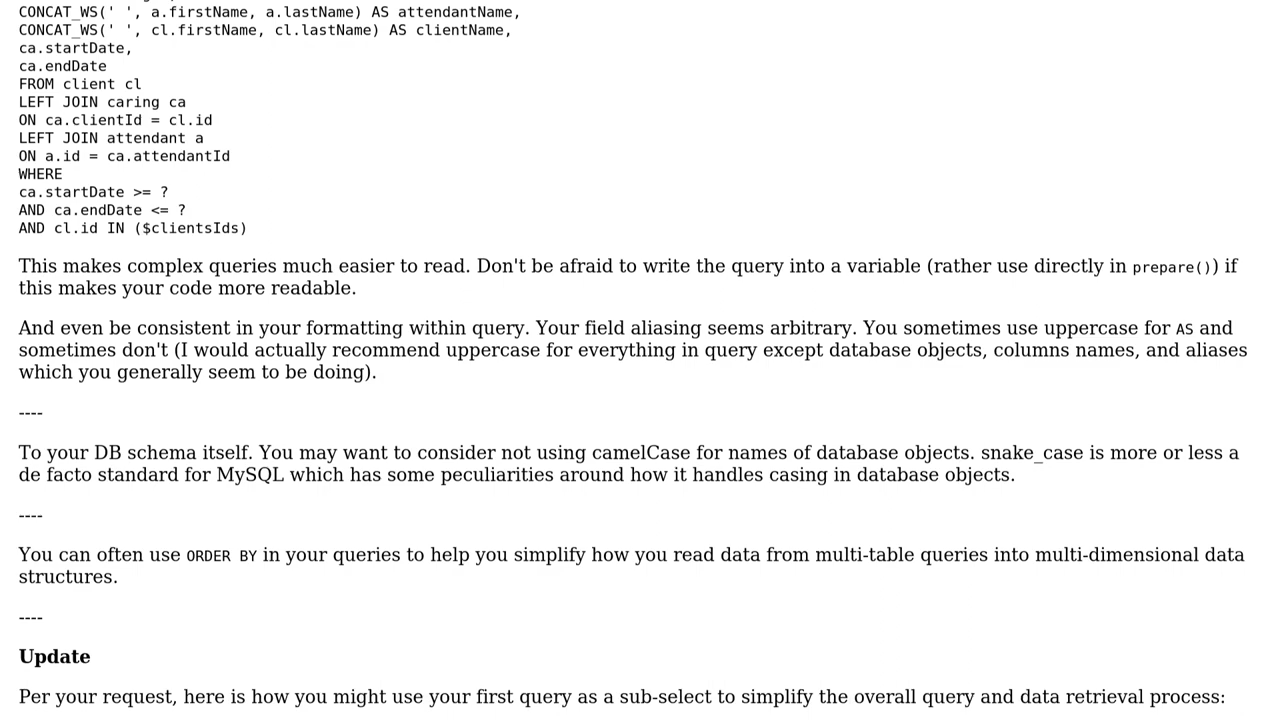 CONCAT_WS(' ', a.firstName, a.lastName) AS attendantName,
CONCAT_WS(' ', cl.firstName, cl.lastName) AS clientName,
ca.startDate,
ca.endDate
FROM client cl
LEFT JOIN caring ca
ON ca.clientId = cl.id
LEFT JOIN attendant a
ON a.id = ca.attendantId
WHERE
ca.startDate >= ?
AND ca.endDate <= ?
AND cl.id IN ($clientsIds)
This makes complex queries much easier to read. Don't be afraid to write the query into a variable (rather use directly in prepare()) if
this makes your code more readable.
And even be consistent in your formatting within query. Your field aliasing seems arbitrary. You sometimes use uppercase for AS and
sometimes don't (I would actually recommend uppercase for everything in query except database objects, columns names, and aliases
which you generally seem to be doing).
----
To your DB schema itself. You may want to consider not using camelCase for names of database objects. snake_case is more or less a
de facto standard for MySQL which has some peculiarities around how it handles casing in database objects.
----
You can often use ORDER BY in your queries to help you simplify how you read data from multi-table queries into multi-dimensional data
structures.
----
Update
Per your request, here is how you might use your first query as a sub-select to simplify the overall query and data retrieval process: